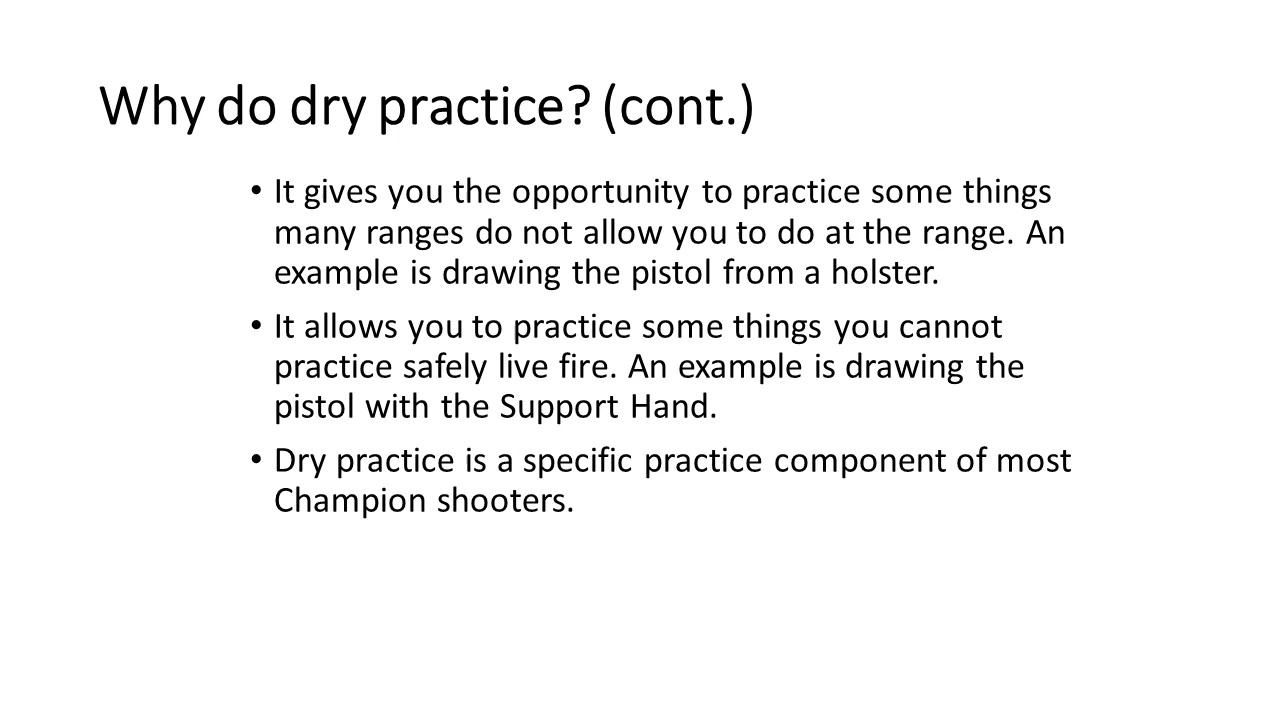 Why do dry practice? (cont.)
• It gives you the opportunity to practice some things
many ranges do not allow you to do at the range. An
example is drawing the pistol from a holster.
• It allows you to practice some things you cannot
practice safely live fire. An example is drawing the
pistol with the Support Hand.
• Dry practice is a specific practice component of most
Champion shooters.